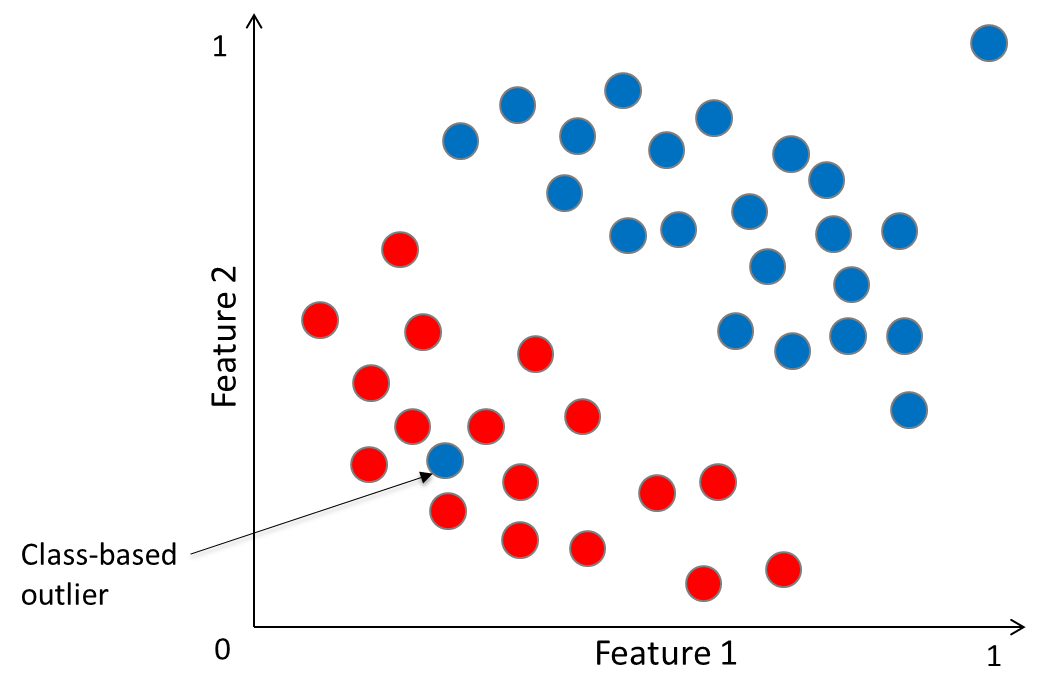 1
Feature 2
Class-based
outlier
0
Feature 1
1